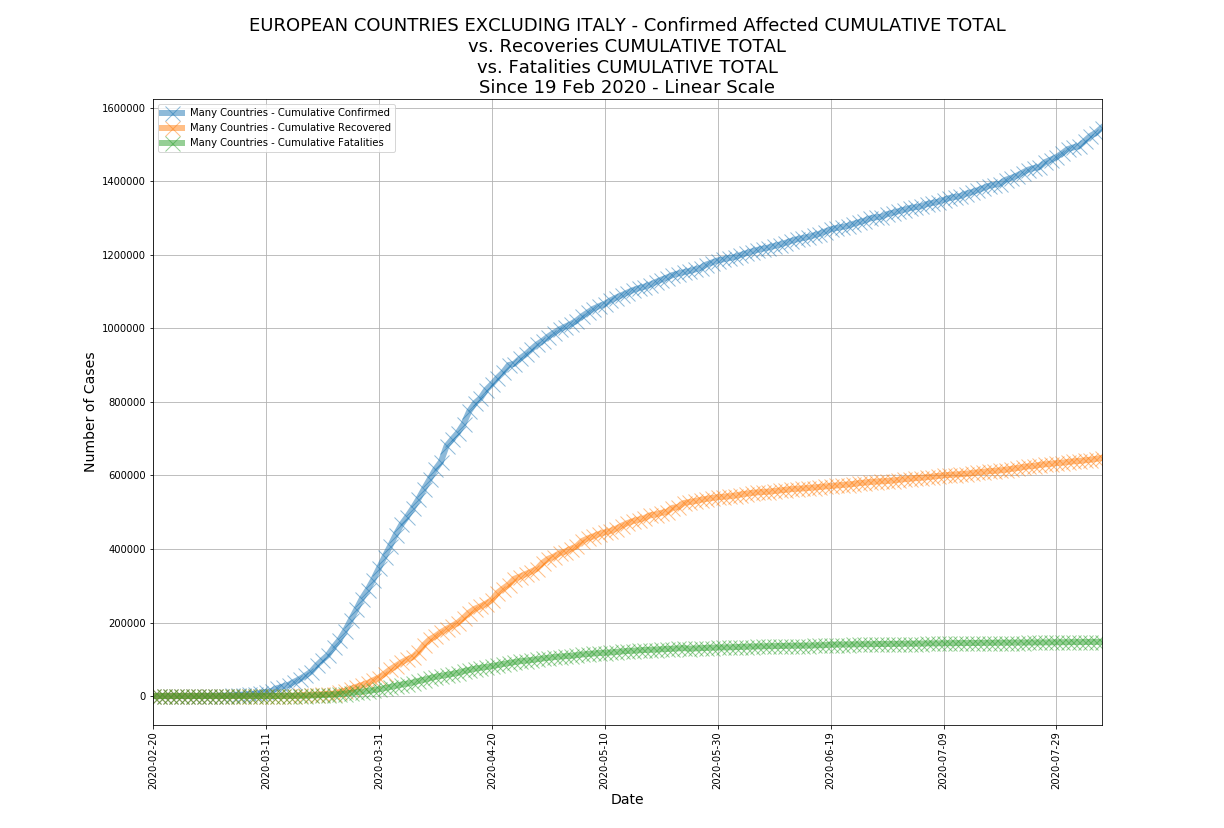 EUROPEAN COUNTRIES EXCLUDING ITALY - Confirmed Affected CUMULATIVE TOTAL
vs. Recoveries CUMULATIVE TOTAL
vs. Fatalities CUMULATIVE TOTAL
Since 19 Feb 2020 - Linear Scale
Many Countries - Cumulative Confirmed
Many Countries - Cumulative Recovered
Many Countries - Cumulative Fatalities
Number of Cases
1600000
1400000
1200000
1000000
800000
600000
400000
200000
0
2020-02-20
2020-03-11
2020-03-31
2020-04-20
2020-05-10
2020-05-30
2020-06-19
2020-07-09
2020-07-29
Date